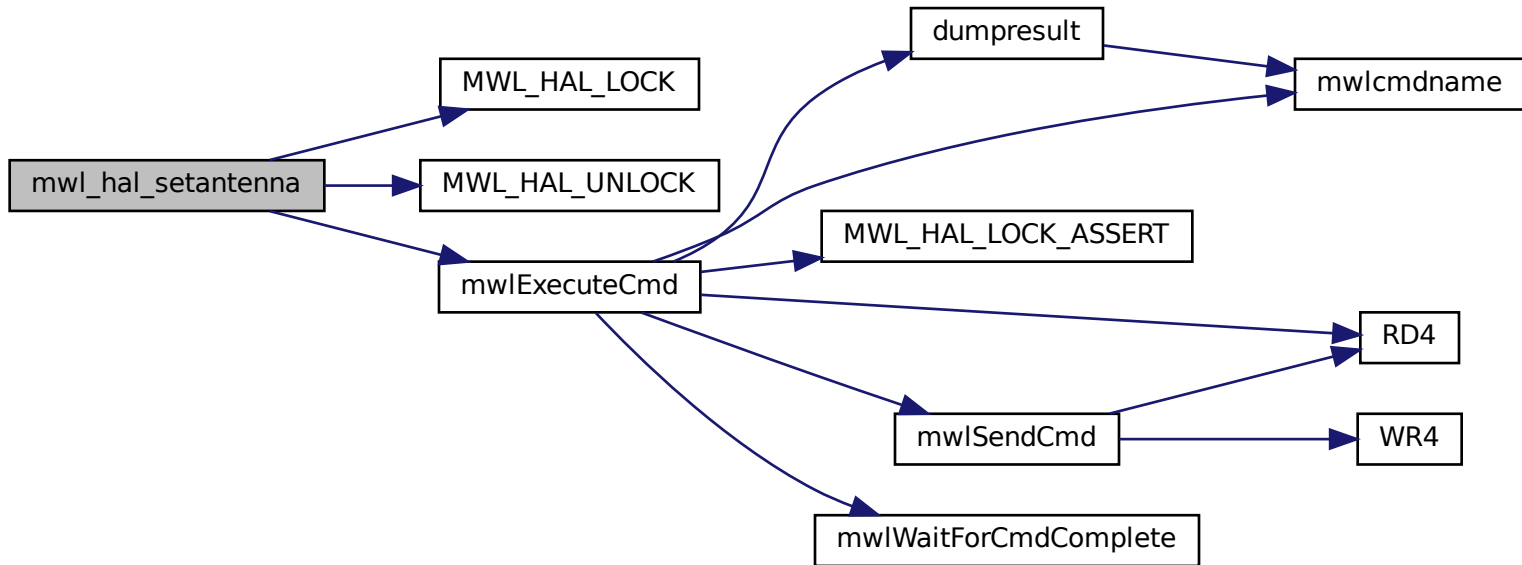 dumpresult
MWL_HAL_LOCK
mwlcmdname
mwl_hal_setantenna
MWL_HAL_UNLOCK
MWL_HAL_LOCK_ASSERT
mwlExecuteCmd
RD4
mwlSendCmd
WR4
mwlWaitForCmdComplete